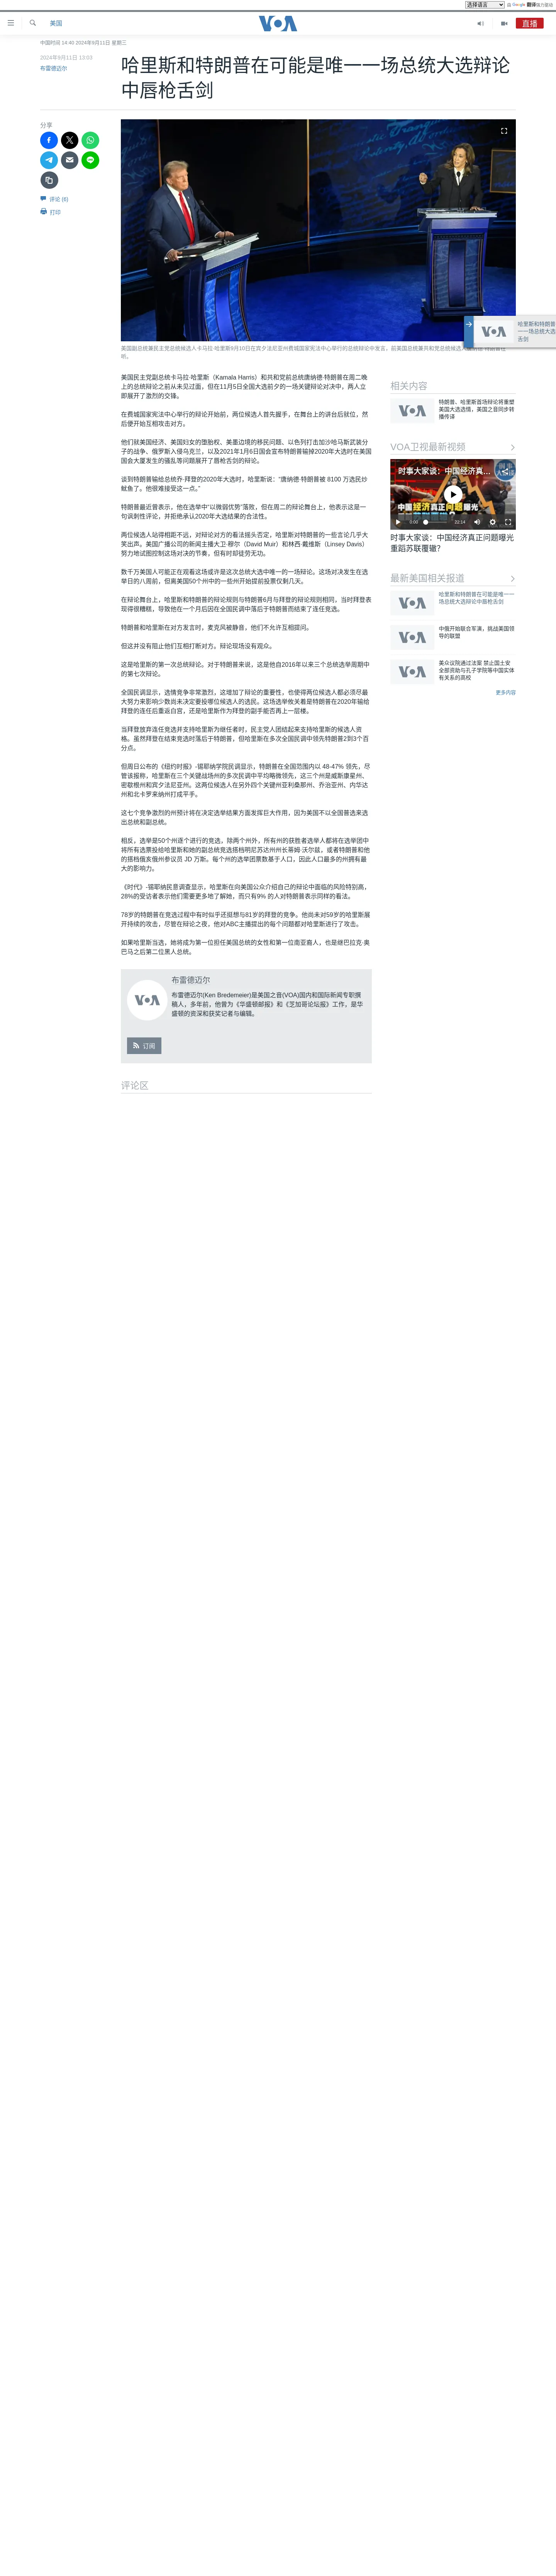 选择语言
由 Google 翻译强力驱动
美国
VOA
直播
中国时间 14:40 2024年9月11日 星期三
2024年9月11日 13:03
布雷德迈尔
哈里斯和特朗普在可能是唯一一场总统大选辩论
中唇枪舌剑
分享
评论 (6)
打印
美国副总统兼民主党总统候选人卡马拉·哈里斯9月10日在宾夕法尼亚州费城国家宪法中心举行的总统辩论中发言，前美国总统兼共和党总统候选人
听。
哈里斯和特朗普
一一场总统大选
舌剑
美国民主党副总统卡马拉·哈里斯（Kamala Harris）和共和党前总统唐纳德·特朗普在周二晚
上的总统辩论之前从未见过面，但在11月5日全国大选前夕的一场关键辩论对决中，两人立
即展开了激烈的交锋。
在费城国家宪法中心举行的辩论开始前，两位候选人首先握手，在舞台上的讲台后就位，然
后便开始互相攻击对方。
他们就美国经济、美国妇女的堕胎权、美墨边境的移民问题、以色列打击加沙哈马斯武装分
子的战争、俄罗斯入侵乌克兰，以及2021年1月6日国会宣布特朗普输掉2020年大选时在美国
国会大厦发生的骚乱等问题展开了唇枪舌剑的辩论。
谈到特朗普输给总统乔·拜登的2020年大选时，哈里斯说：“唐纳德·特朗普被 8100 万选民炒
鱿鱼了。他很难接受这一点。”
特朗普最近曾表示，他在选举中“以微弱优势”落败，但在周二的辩论舞台上，他表示这是一
句讽刺性评论，并拒绝承认2020年大选结果的合法性。
两位候选人站得相距不远，对辩论对方的看法摇头否定，哈里斯对特朗普的一些言论几乎大
笑出声。美国广播公司的新闻主播大卫·穆尔（David Muir）和林西·戴维斯（Linsey Davis）
努力地试图控制这场对决的节奏，但有时却徒劳无功。
数千万美国人可能正在观看这场或许是这次总统大选中唯一的一场辩论。这场对决发生在选
举日的八周前，但离美国50个州中的一些州开始提前投票仅剩几天。
在辩论舞台上，哈里斯和特朗普的辩论规则与特朗普6月与拜登的辩论规则相同，当时拜登表
现得很糟糕，导致他在一个月后因在全国民调中落后于特朗普而结束了连任竞选。
特朗普和哈里斯在对方发言时，麦克风被静音，他们不允许互相提问。
但这并没有阻止他们互相打断对方。辩论现场没有观众。
这是哈里斯的第一次总统辩论。对于特朗普来说，这是他自2016年以来三个总统选举周期中
的第七次辩论。
全国民调显示，选情竞争非常激烈，这增加了辩论的重要性，也使得两位候选人都必须尽最
大努力来影响少数尚未决定要投哪位候选人的选民。这场选举攸关着是特朗普在2020年输给
拜登的连任后重返白宫，还是哈里斯作为拜登的副手能否再上一层楼。
当拜登放弃连任竞选并支持哈里斯为继任者时，民主党人团结起来支持哈里斯的候选人资
格。虽然拜登在结束竞选时落后于特朗普，但哈里斯在多次全国民调中领先特朗普2到3个百
分点。
但周日公布的《纽约时报》-锡耶纳学院民调显示，特朗普在全国范围内以 48-47% 领先，尽
管该报称，哈里斯在三个关键战场州的多次民调中平均略微领先，这三个州是威斯康星州、
密歇根州和宾夕法尼亚州。这两位候选人在另外四个关键州亚利桑那州、乔治亚州、内华达
州和北卡罗来纳州打成平手。
这七个竞争激烈的州预计将在决定选举结果方面发挥巨大作用，因为美国不以全国普选来选
出总统和副总统。
相反，选举是50个州逐个进行的竞选，除两个州外，所有州的获胜者选举人都将在选举团中
将所有选票投给哈里斯和她的副总统竞选搭档明尼苏达州州长蒂姆·沃尔兹，或者特朗普和他
的搭档俄亥俄州参议员 JD 万斯。每个州的选举团票数基于人口，因此人口最多的州拥有最
大的影响力。
《时代》-锡耶纳民意调查显示，哈里斯在向美国公众介绍自己的辩论中面临的风险特别高，
28%的受访者表示他们需要更多地了解她，而只有9% 的人对特朗普表示同样的看法。
78岁的特朗普在竞选过程中有时似乎还挺想与81岁的拜登的竞争。他尚未对59岁的哈里斯展
开持续的攻击，尽管在辩论之夜，他对ABC主播提出的每个问题都对哈里斯进行了攻击。
如果哈里斯当选，她将成为第一位担任美国总统的女性和第一位南亚裔人，也是继巴拉克·奥
巴马之后第二位黑人总统。
VOA
布雷德迈尔
布雷德迈尔(Ken Bredemeier)是美国之音(VOA)国内和国际新闻专职撰
稿人，多年前，他曾为《华盛顿邮报》和《芝加哥论坛报》工作，是华
盛顿的资深和获奖记者与编辑。
订阅
评论区
相关内容
特朗普、哈里斯首场辩论将重塑
美国大选选情，美国之音同步转
播传译
VOA卫视最新视频
时事大家谈：中国经济真...
中国经济真正问题曝光
0:00
22:14
时事大家谈：中国经济真正问题曝光
重蹈苏联覆辙？
最新美国相关报道
哈里斯和特朗普在可能是唯一一
场总统大选辩论中唇枪舌剑
中俄开始联合军演，挑战美国领
导的联盟
美众议院通过法案 禁止国土安
全部资助与孔子学院等中国实体
有关系的高校
更多内容